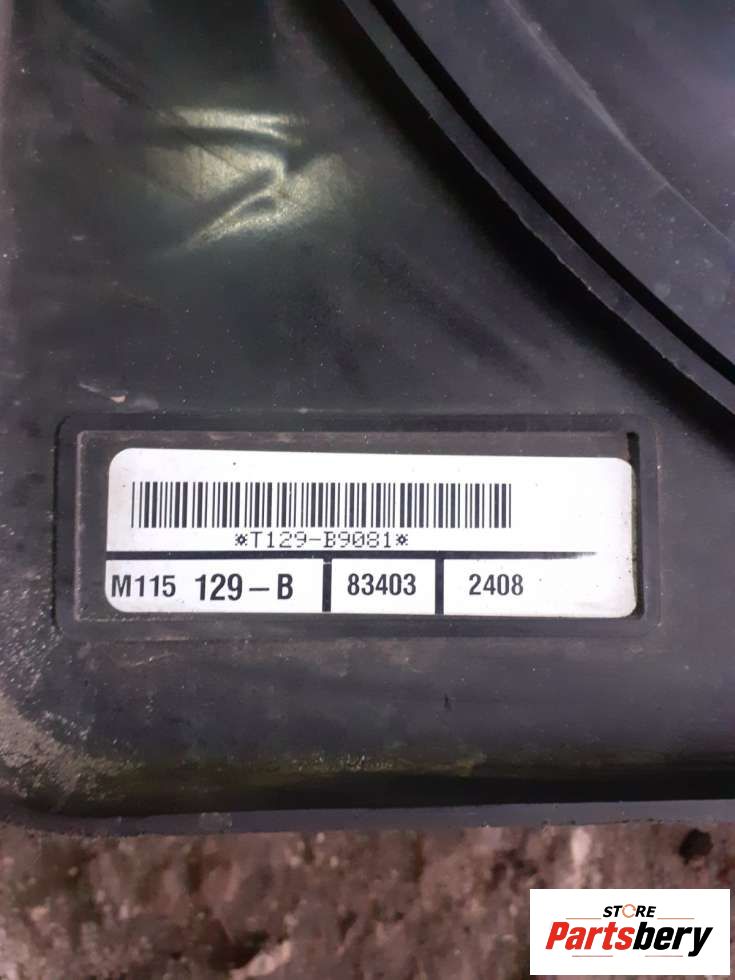 *T129-B9081*
M115 129-B 83403 2408
STORE
Partsbery